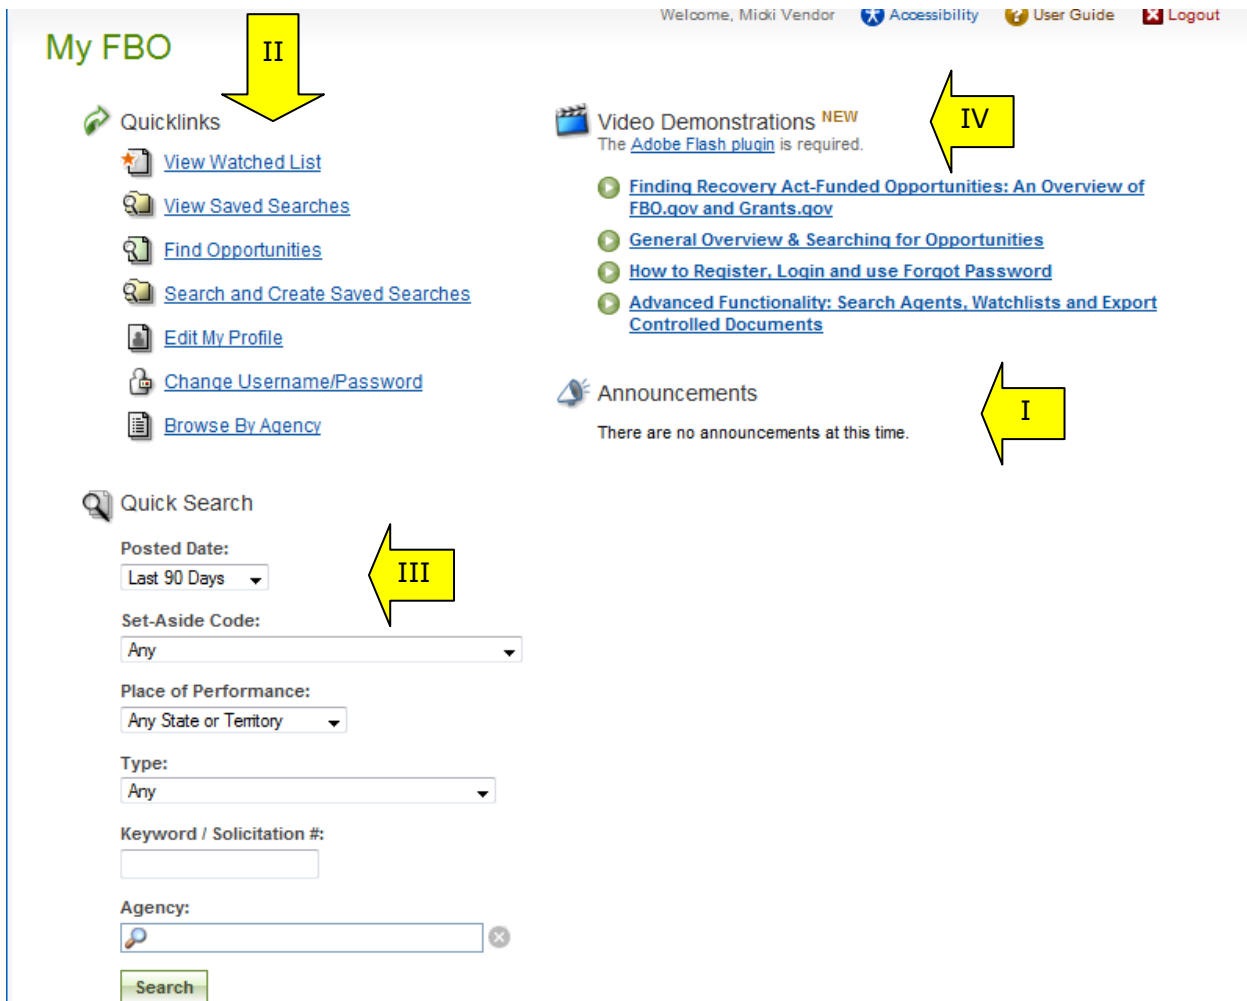 Welcome, Micki Vendor Accessibility User Guide Logout
My FBO
II
Quicklinks
View Watched List
View Saved Searches
Find Opportunities
Search and Create Saved Searches
Edit My Profile
Change Username/Password
Browse By Agency
Video Demonstrations NEW
The Adobe Flash plugin is required.
IV
Finding Recovery Act-Funded Opportunities: An Overview of
FBO.gov and Grants.gov
General Overview & Searching for Opportunities
How to Register, Login and use Forgot Password
Advanced Functionality: Search Agents, Watchlists and Export
Controlled Documents
Announcements
I
There are no announcements at this time.
Quick Search
Posted Date:
Last 90 Days
III
Set-Aside Code:
Any
Place of Performance:
Any State or Territory
Type:
Any
Keyword / Solicitation #:
Agency:
Search